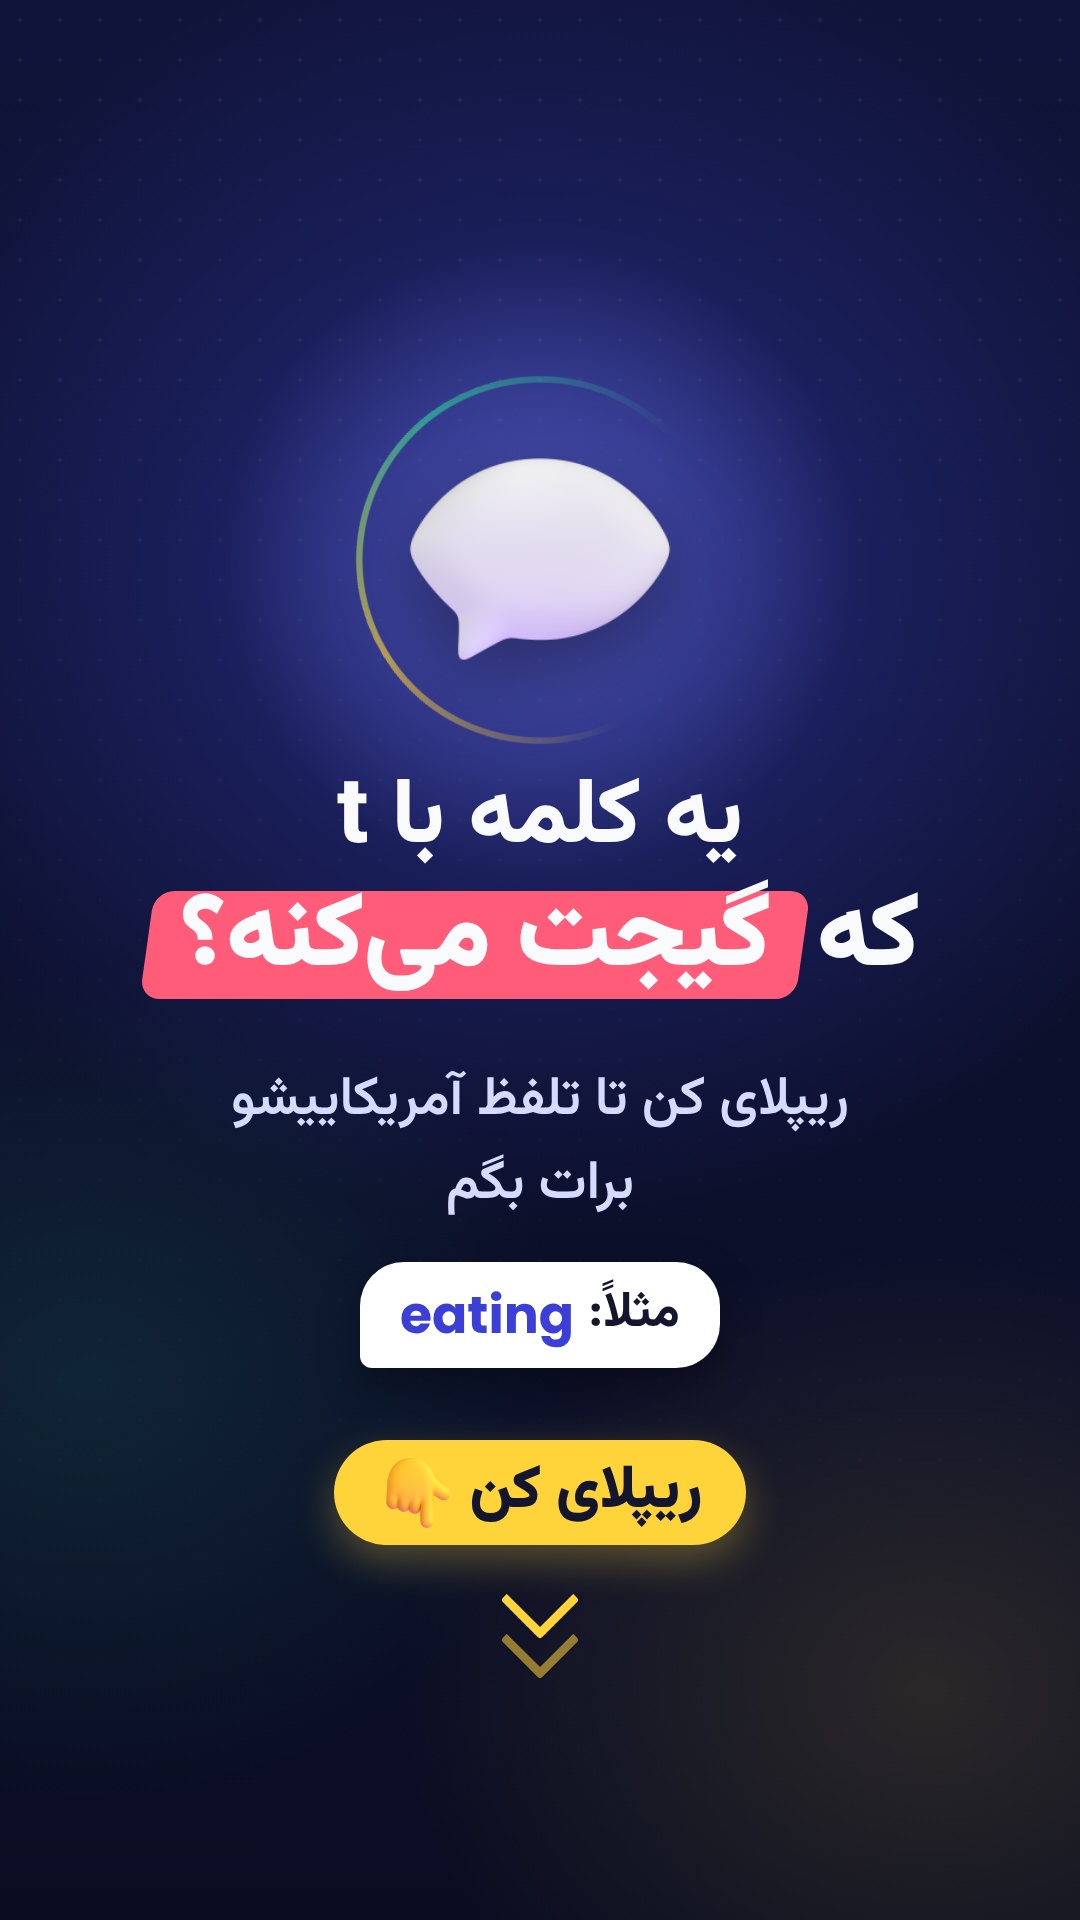 یه کلمه با t
که گیجت می‌کنه؟
ریپلای کن تا تلفظ آمریکاییشو
برات بگم
مثلاً: eating
ریپلای کن 👇